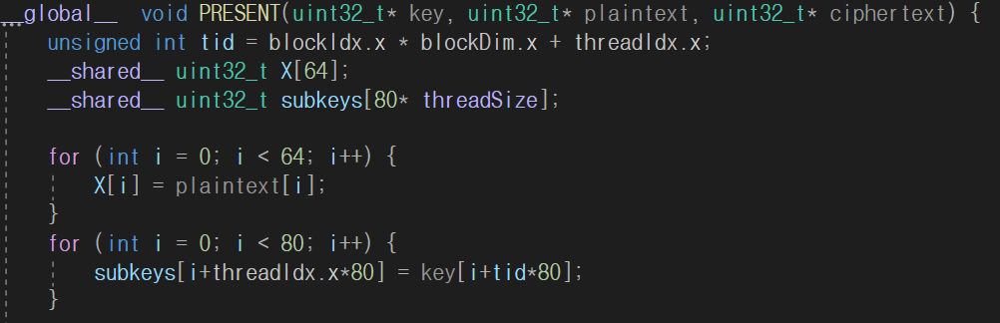 __global__ void PRESENT(uint32_t* key, uint32_t* plaintext, uint32_t* ciphertext) {
unsigned int tid = blockIdx.x * blockDim.x + threadIdx.x;
__shared__ uint32_t X[64];
__shared__ uint32_t subkeys[80* threadSize];
for (int i = 0; i < 64; i++) {
X[i] = plaintext[i];
}
for (int i = 0; i < 80; i++) {
subkeys[i+threadIdx.x*80] = key[i+tid*80];
}